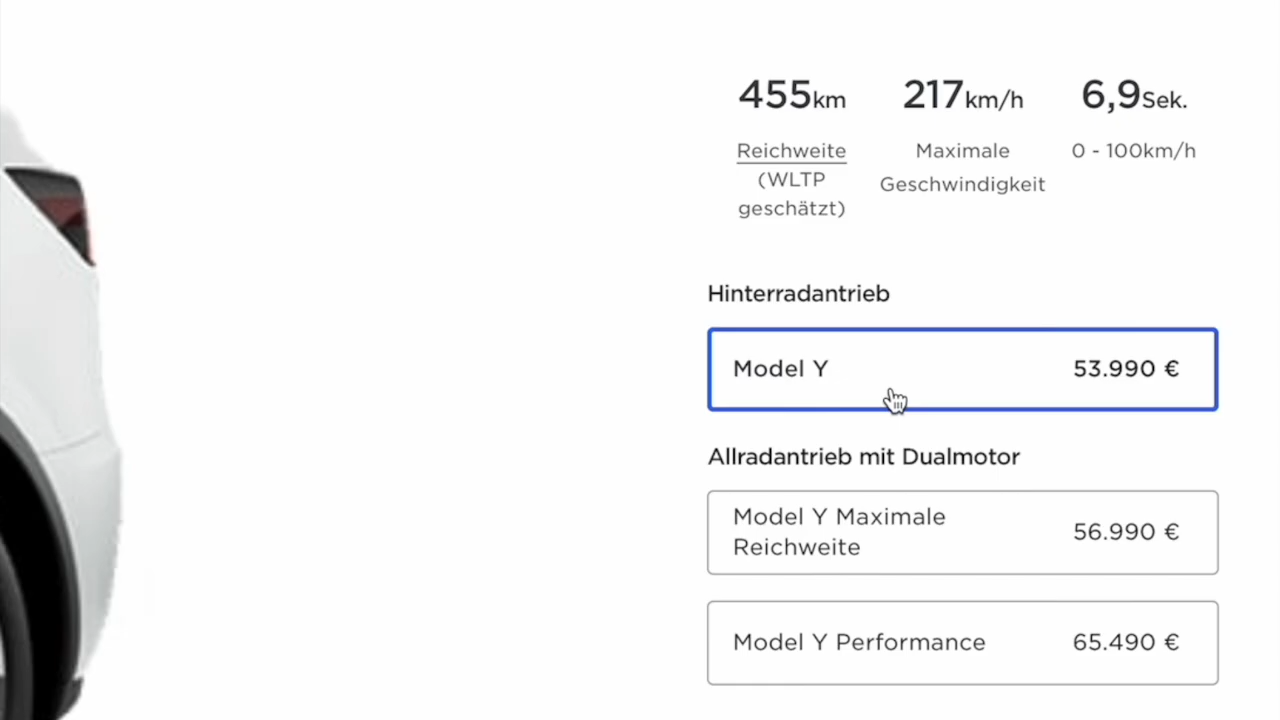 455km 217km/h 6,9Sek.
Reichweite Maximale 0 - 100km/h
(WLTP Geschwindigkeit
geschätzt)
Hinterradantrieb
Model Y 53.990 €
Allradantrieb mit Dualmotor
Model Y Maximale
Reichweite 56.990 €
Model Y Performance 65.490 €